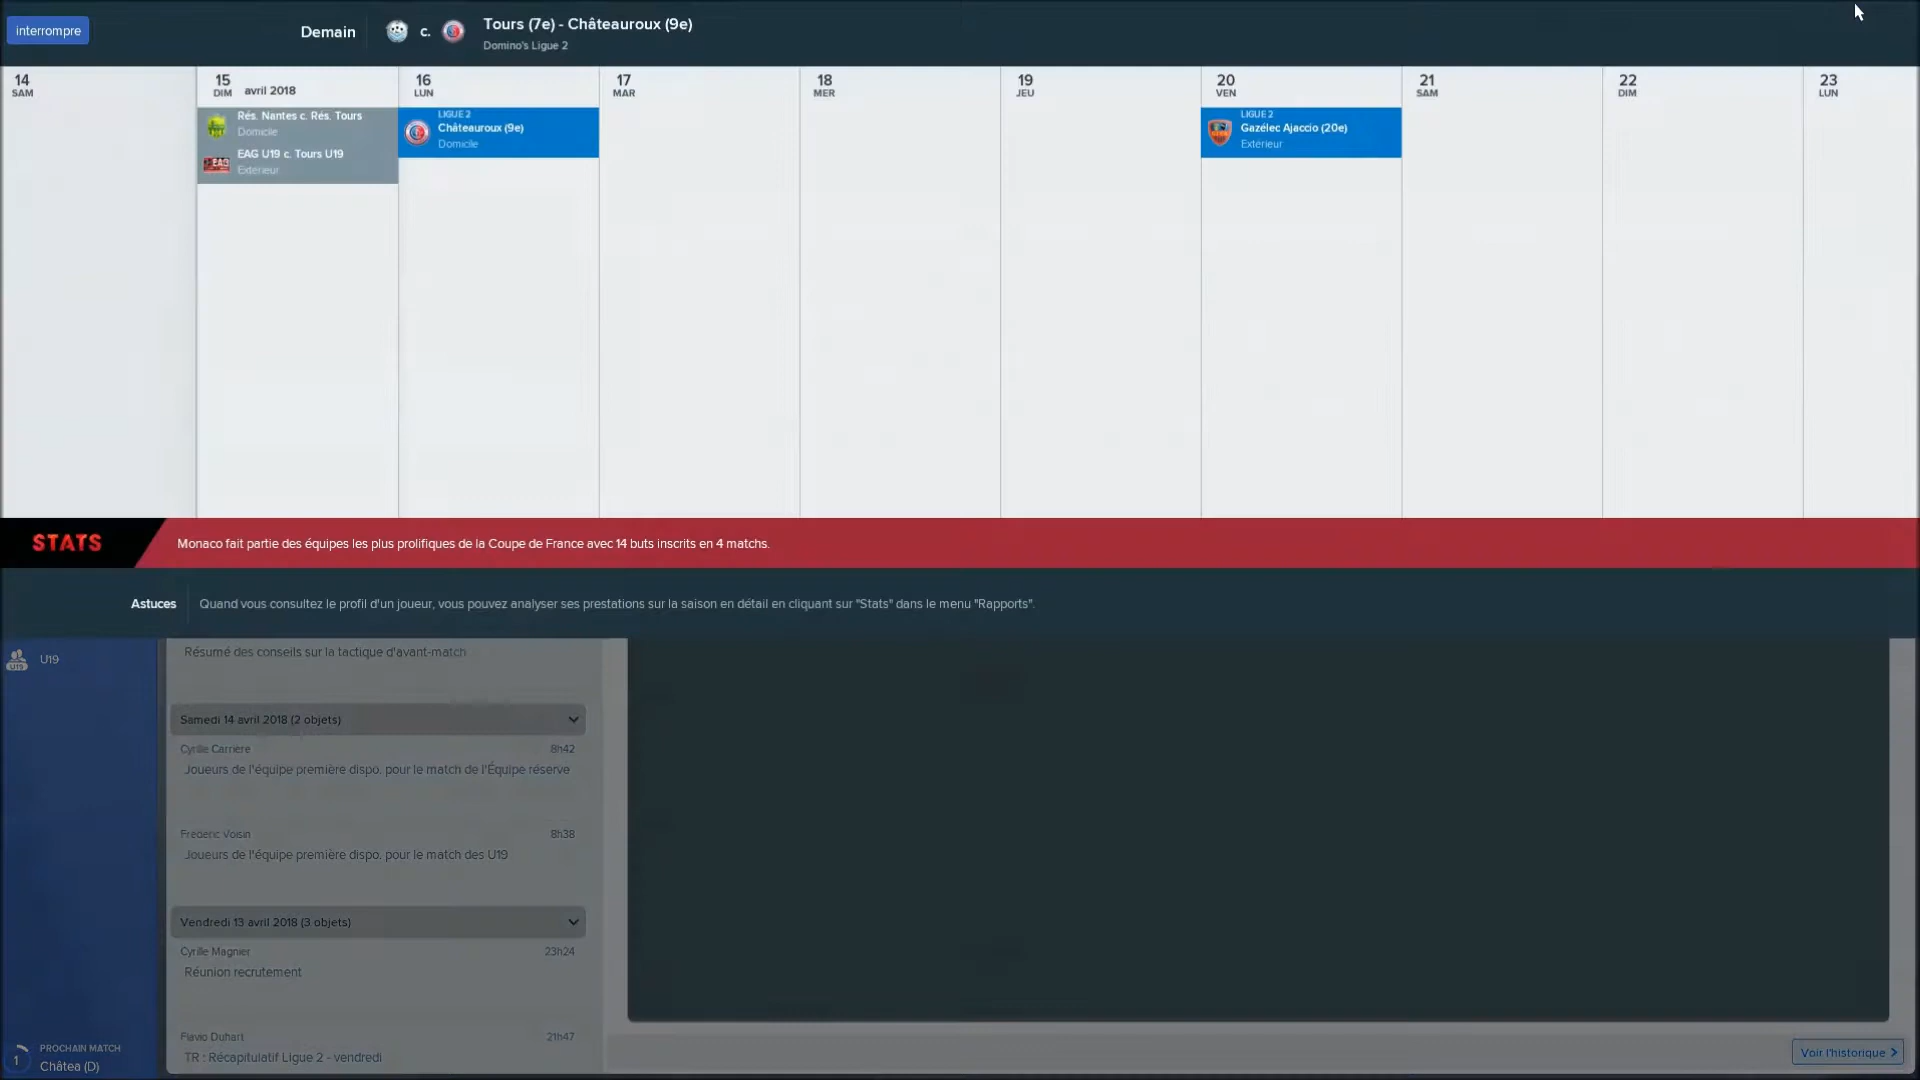 interrompre
Demain
c.
Tours (7e) - Châteauroux (9e)
Domino's Ligue 2
14
SAM
15
DIM
avril 2018
16
LUN
17
MAR
18
MER
19
JEU
20
VEN
21
SAM
22
DIM
23
LUN
Rés. Nantes c. Rés. Tours
Domicile
EAG U19 c. Tours U19
Extérieur
LIGUE 2
Châteauroux (9e)
Domicile
LIGUE 2
Gazélec Ajaccio (20e)
Extérieur
STATS
Monaco fait partie des équipes les plus prolifiques de la Coupe de France avec 14 buts inscrits en 4 matchs.
Astuces
Quand vous consultez le profil d'un joueur, vous pouvez analyser ses prestations sur la saison en détail en cliquant sur "Stats" dans le menu "Rapports".
U19
U19
Résumé des conseils sur la tactique d'avant-match
Samedi 14 avril 2018 (2 objets)
Cyrille Carrière
8h42
Joueurs de l'équipe première dispo. pour le match de l'Équipe réserve
Frédéric Voisin
8h38
Joueurs de l'équipe première dispo. pour le match des U19
Vendredi 13 avril 2018 (3 objets)
Cyrille Magnier
23h24
Réunion recrutement
Flavio Duhart
21h47
TR : Récapitulatif Ligue 2 - vendredi
1
PROCHAIN MATCH
Châtea (D)
Voir l'historique